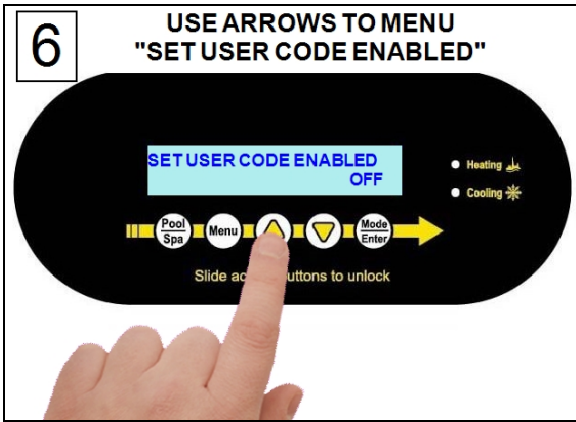 6
USE ARROWS TO MENU
"SET USER CODE ENABLED"
SET USER CODE ENABLED
OFF
Heating
Cooling
Pool
Spa
Menu
Mode
Enter
Slide to unlock